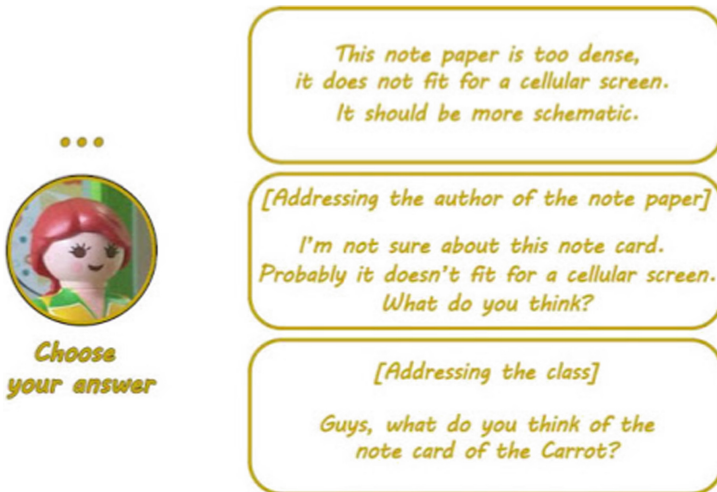 ...
Choose
your answer
This note paper is too dense,
it does not fit for a cellular screen.
It should be more schematic.
[Addressing the author of the note paper]
I'm not sure about this note card.
Probably it doesn't fit for a cellular screen.
What do you think?
[Addressing the class]
Guys, what do you think of the
note card of the Carrot?